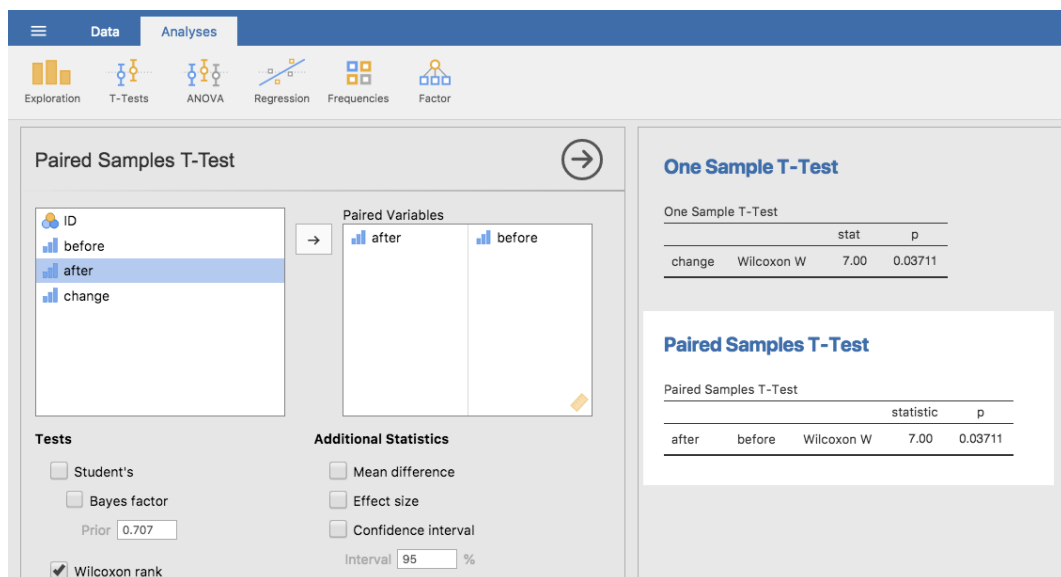 Data Analyses
Exploration T-Tests ANOVA Regression Frequencies Factor
Paired Samples T-Test
ID
before
after
change
Paired Variables
after before
Tests
Student's
Bayes factor
Prior 0.707
Wilcoxon rank
Additional Statistics
Mean difference
Effect size
Confidence interval
Interval 95 %
One Sample T-Test
One Sample T-Test
stat p
change Wilcoxon W 7.00 0.03711
Paired Samples T-Test
Paired Samples T-Test
statistic p
after before Wilcoxon W 7.00 0.03711